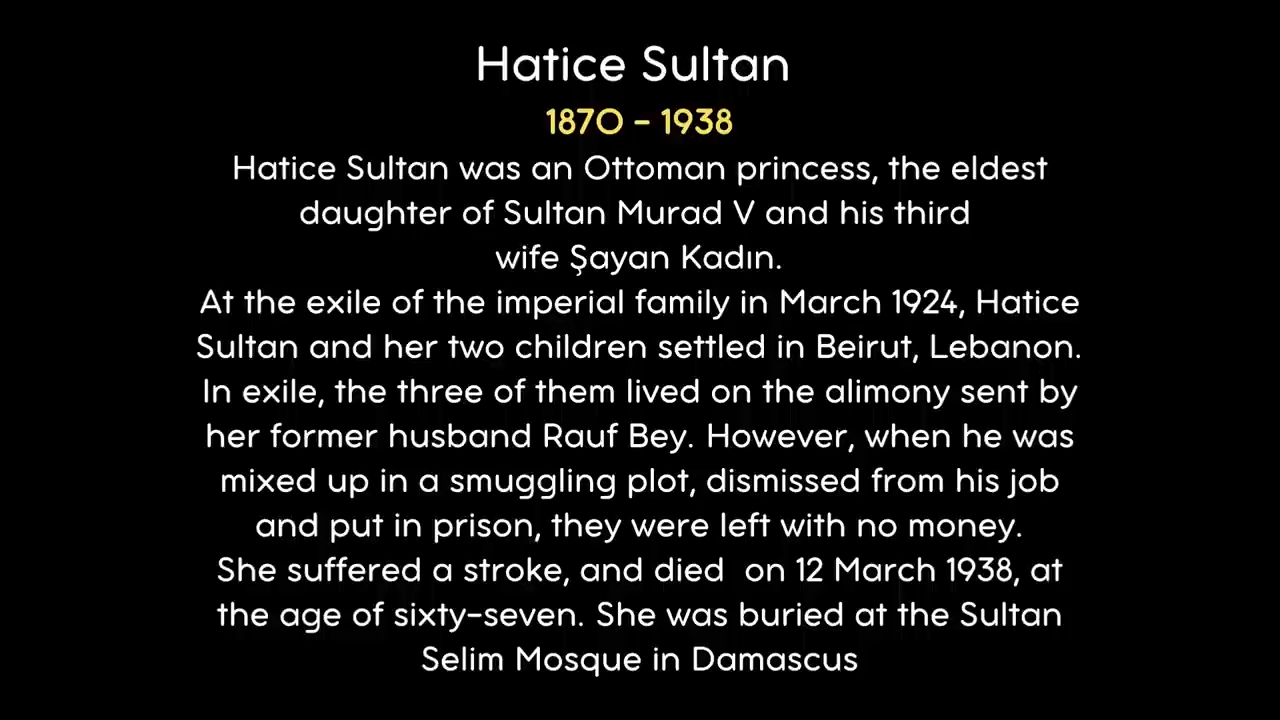 Hatice Sultan
1870 - 1938
Hatice Sultan was an Ottoman princess, the eldest
daughter of Sultan Murad V and his third
wife Şayan Kadın.
At the exile of the imperial family in March 1924, Hatice
Sultan and her two children settled in Beirut, Lebanon.
In exile, the three of them lived on the alimony sent by
her former husband Rauf Bey. However, when he was
mixed up in a smuggling plot, dismissed from his job
and put in prison, they were left with no money.
She suffered a stroke, and died  on 12 March 1938, at
the age of sixty-seven. She was buried at the Sultan
Selim Mosque in Damascus